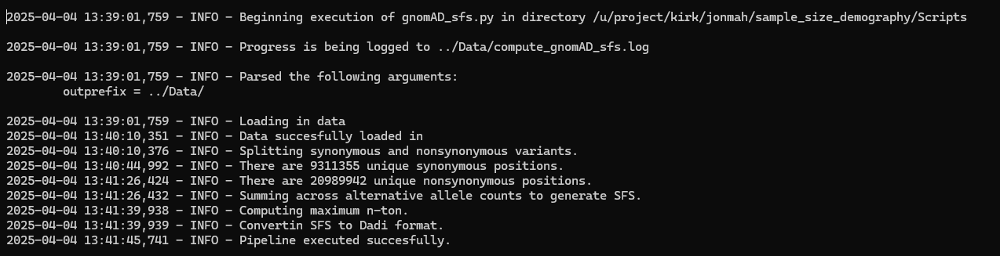 2025-04-04 13:39:01,759 - INFO - Beginning execution of gnomAD_sfs.py in directory /u/project/kirk/jonmah/sample_size_demography/Scripts
2025-04-04 13:39:01,759 - INFO - Progress is being logged to ../Data/compute_gnomAD_sfs.log
2025-04-04 13:39:01,759 - INFO - Parsed the following arguments:
outprefix = ../Data/
2025-04-04 13:39:01,759 - INFO - Loading in data
2025-04-04 13:40:10,351 - INFO - Data succesfully loaded in
2025-04-04 13:40:10,376 - INFO - Splitting synonymous and nonsynonymous variants.
2025-04-04 13:40:44,992 - INFO - There are 9311355 unique synonymous positions.
2025-04-04 13:41:26,424 - INFO - There are 20989942 unique nonsynonymous positions.
2025-04-04 13:41:26,432 - INFO - Summing across alternative allele counts to generate SFS.
2025-04-04 13:41:39,938 - INFO - Computing maximum n-ton.
2025-04-04 13:41:39,939 - INFO - Convertin SFS to Dadi format.
2025-04-04 13:41:45,741 - INFO - Pipeline executed succesfully.